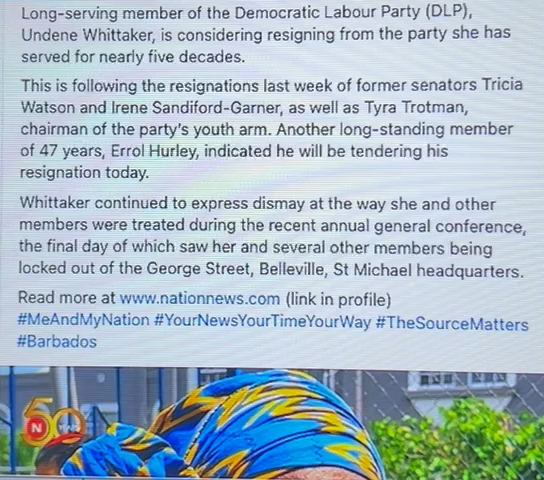 Long-serving member of the Democratic Labour Party (DLP),
Undene Whittaker, is considering resigning from the party she has
served for nearly five decades.
This is following the resignations last week of former senators Tricia
Watson and Irene Sandiford-Garner, as well as Tyra Trotman,
chairman of the party's youth arm. Another long-standing member
of 47 years, Errol Hurley, indicated he will be tendering his
resignation today.
Whittaker continued to express dismay at the way she and other
members were treated during the recent annual general conference,
the final day of which saw her and several other members being
locked out of the George Street, Belleville, St Michael headquarters.
Read more at www.nationnews.com (link in profile)
#MeAndMyNation #YourNewsYourTimeYourWay #TheSourceMatters
#Barbados
50
N